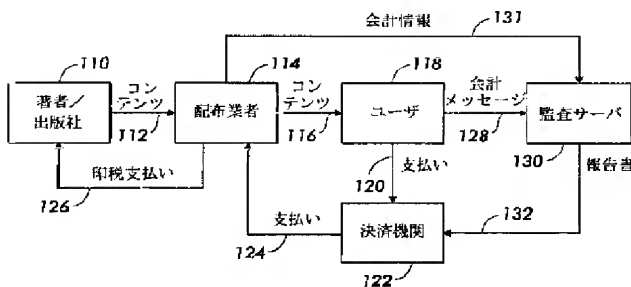 会計情報
131
110
著者／
出版社
コン
テンツ
112
114
配布業者
コン
テンツ
116
118
ユーザ
会計
メッセージ
128
監査サーバ
130
印税支払い
126
120
支払い
報告書
支払い
124
決済機関
122
132